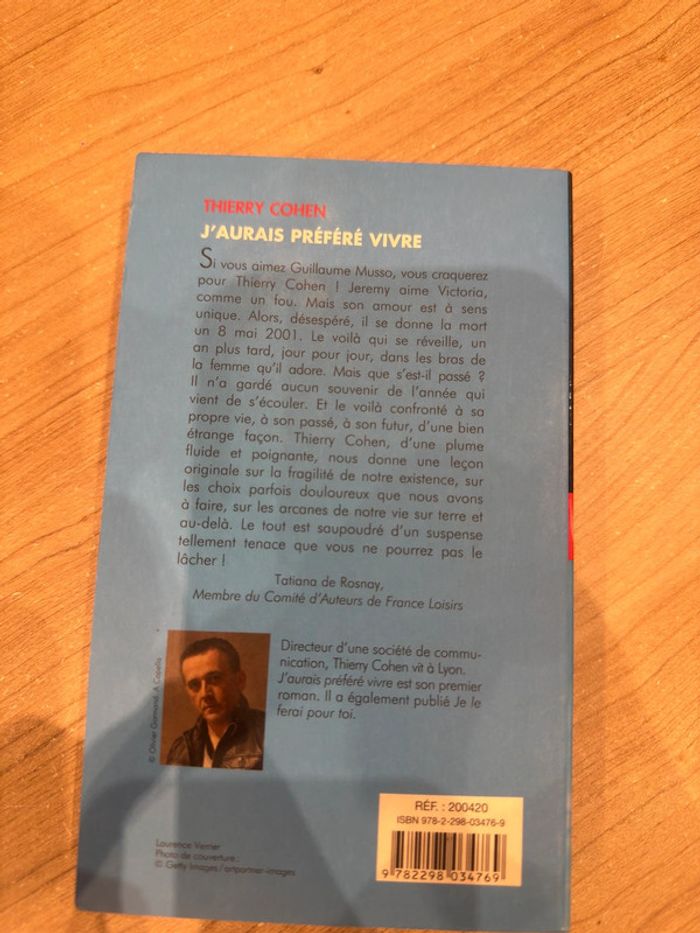 THIERRY COHEN
J'AURAIS PRÉFÉRÉ VIVRE
Si vous aimez Guillaume Musso, vous craquerez
pour Thierry Cohen ! Jeremy aime Victoria,
comme un fou. Mais son amour est à sens
unique. Alors, désespéré, il se donne la mort
un 8 mai 2001. Le voilà qui se réveille, un
an plus tard, jour pour jour, dans les bras de
la femme qu'il adore. Mais que s'est-il passé ?
Il n'a gardé aucun souvenir de l'année qui
vient de s'écouler. Et le voilà confronté à sa
propre vie, à son passé, à son futur, d'une bien
étrange façon. Thierry Cohen, d'une plume
fluide et poignante, nous donne une leçon
originale sur la fragilité de notre existence, sur
les choix parfois douloureux que nous avons
à faire, sur les arcanes de notre vie sur terre et
au-delà. Le tout est saupoudré d'un suspense
tellement tenace que vous ne pourrez pas le
lâcher !
Tatiana de Rosnay,
Membre du Comité d'Auteurs de France Loisirs
Directeur d'une société de commu-
nication, Thierry Cohen vit à Lyon.
J'aurais préféré vivre est son premier
roman. Il a également publié Je le
ferai pour toi.
© Olivier A Capella
RÉF. : 200420
ISBN 978-2-298-03476-9
9 782298 034769
Laurence Verrier
Photo de couverture :
© Getty Images / artpartner-images